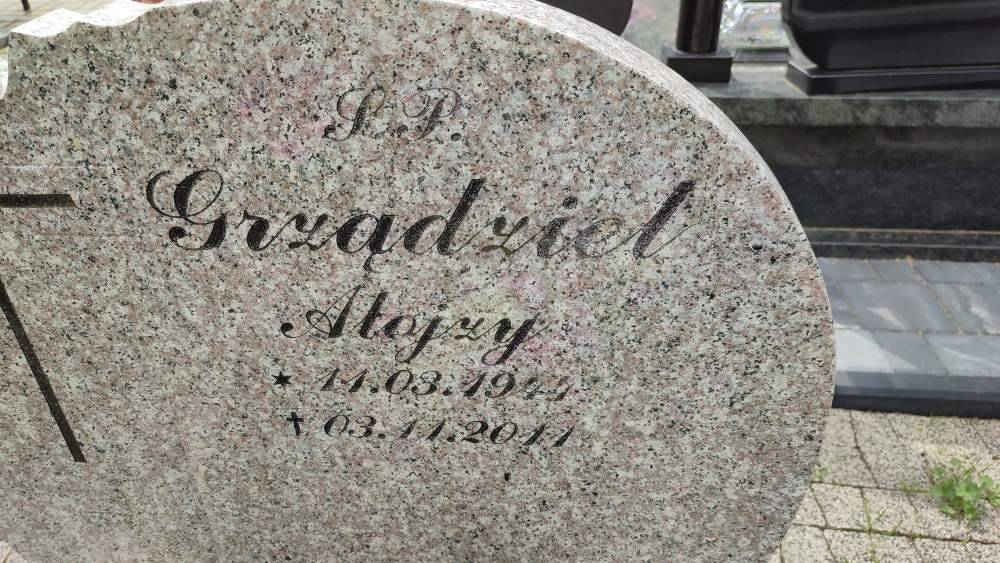 Ś.P.
Grządziel
Alojzy
* 11.03.1944
† 03.11.2011